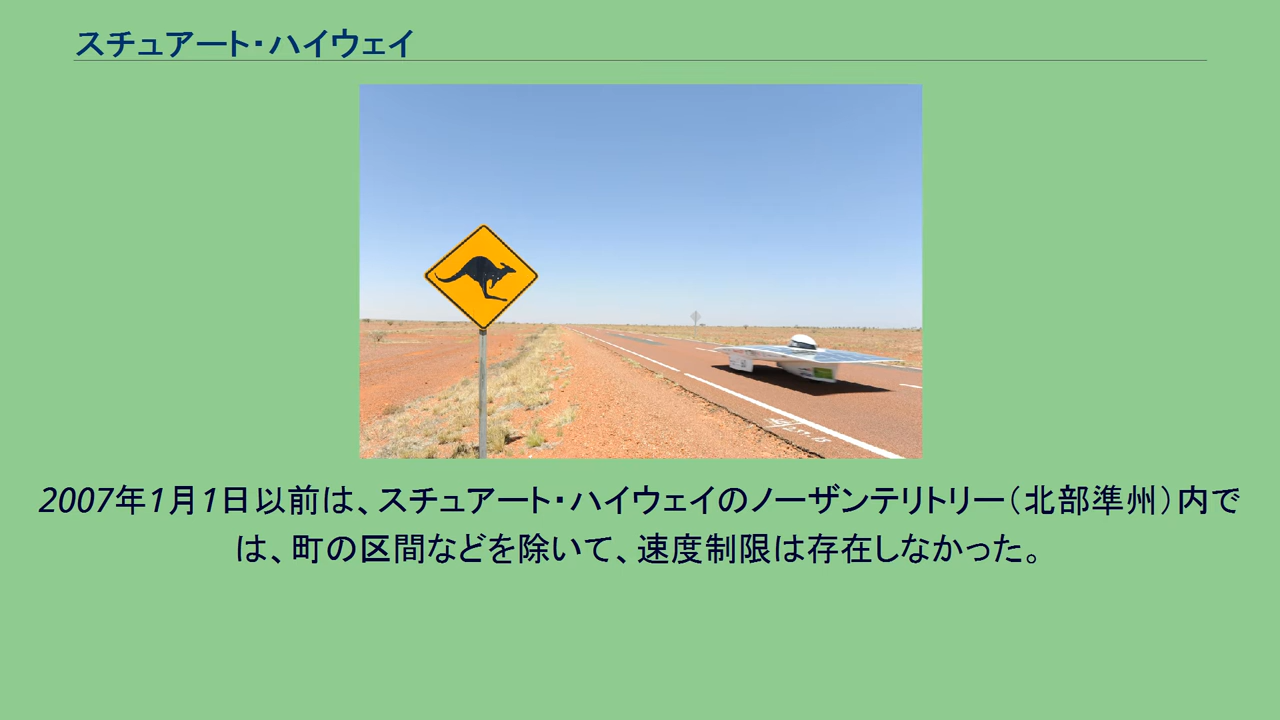 スチュアート・ハイウェイ
2007年1月1日以前は、スチュアート・ハイウェイのノーザンテリトリー（北部準州）内で
は、町の区間などを除いて、速度制限は存在しなかった。